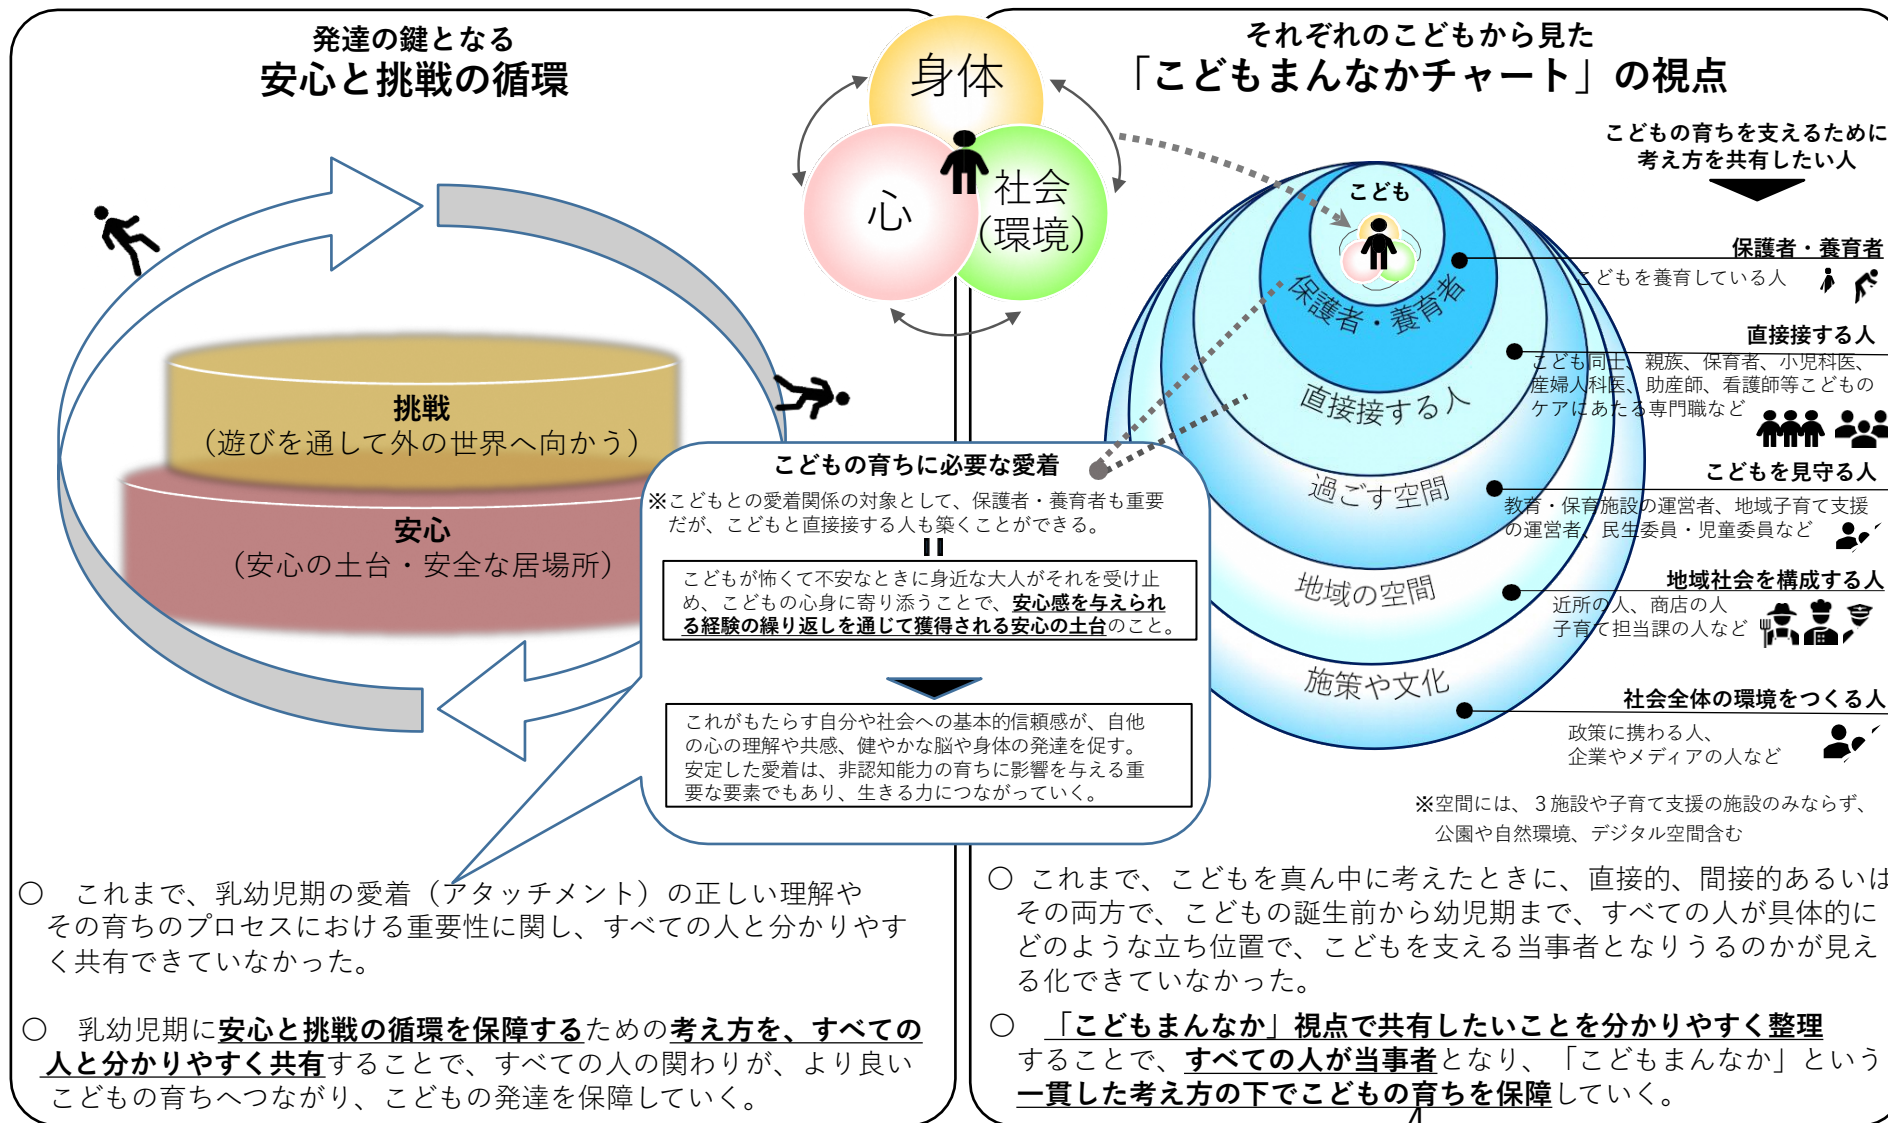 発達の鍵となる
安心と挑戦の循環
挑戦
（遊びを通して外の世界へ向かう）
安心
（安心の土台・安全な居場所）
身体
心
社会
（環境）
それぞれのこどもから見た
「こどもまんなかチャート」の視点
こどもの育ちを支えるために
考え方を共有したい人
こども
保護者・養育者
直接接する人
過ごす空間
地域の空間
施策や文化
保護者・養育者
こどもを養育している人
直接接する人
こども同士、親族、保育者、小児科医、
産婦人科医、助産師、看護師等こどもの
ケアにあたる専門職など
こどもを見守る人
教育・保育施設の運営者、地域子育て支援
の運営者、民生委員・児童委員など
地域社会を構成する人
近所の人、商店の人
子育て担当課の人など
社会全体の環境をつくる人
政策に携わる人、
企業やメディアの人など
※空間には、３施設や子育て支援の施設のみならず、
公園や自然環境、デジタル空間含む
こどもの育ちに必要な愛着
※こどもとの愛着関係の対象として、保護者・養育者も重要
だが、こどもと直接接する人も築くことができる。
こどもが怖くて不安なときに身近な大人がそれを受け止
め、こどもの心身に寄り添うことで、安心感を与えられ
る経験の繰り返しを通じて獲得される安心の土台のこと。
これがもたらす自分や社会への基本的信頼感が、自他
の心の理解や共感、健やかな脳や身体の発達を促す。
安定した愛着は、非認知能力の育ちに影響を与える重
要な要素でもあり、生きる力につながっていく。
○　これまで、乳幼児期の愛着（アタッチメント）の正しい理解や
その育ちのプロセスにおける重要性に関し、すべての人と分かりやす
く共有できていなかった。
○　乳幼児期に安心と挑戦の循環を保障するための考え方を、すべての
人と分かりやすく共有することで、すべての人の関わりが、より良い
こどもの育ちへつながり、こどもの発達を保障していく。
○ これまで、こどもを真ん中に考えたときに、直接的、間接的あるいは
その両方で、こどもの誕生前から幼児期まで、すべての人が具体的に
どのような立ち位置で、こどもを支える当事者となりうるのかが見え
る化できていなかった。
○　「こどもまんなか」視点で共有したいことを分かりやすく整理
することで、すべての人が当事者となり、「こどもまんなか」という
一貫した考え方の下でこどもの育ちを保障していく。